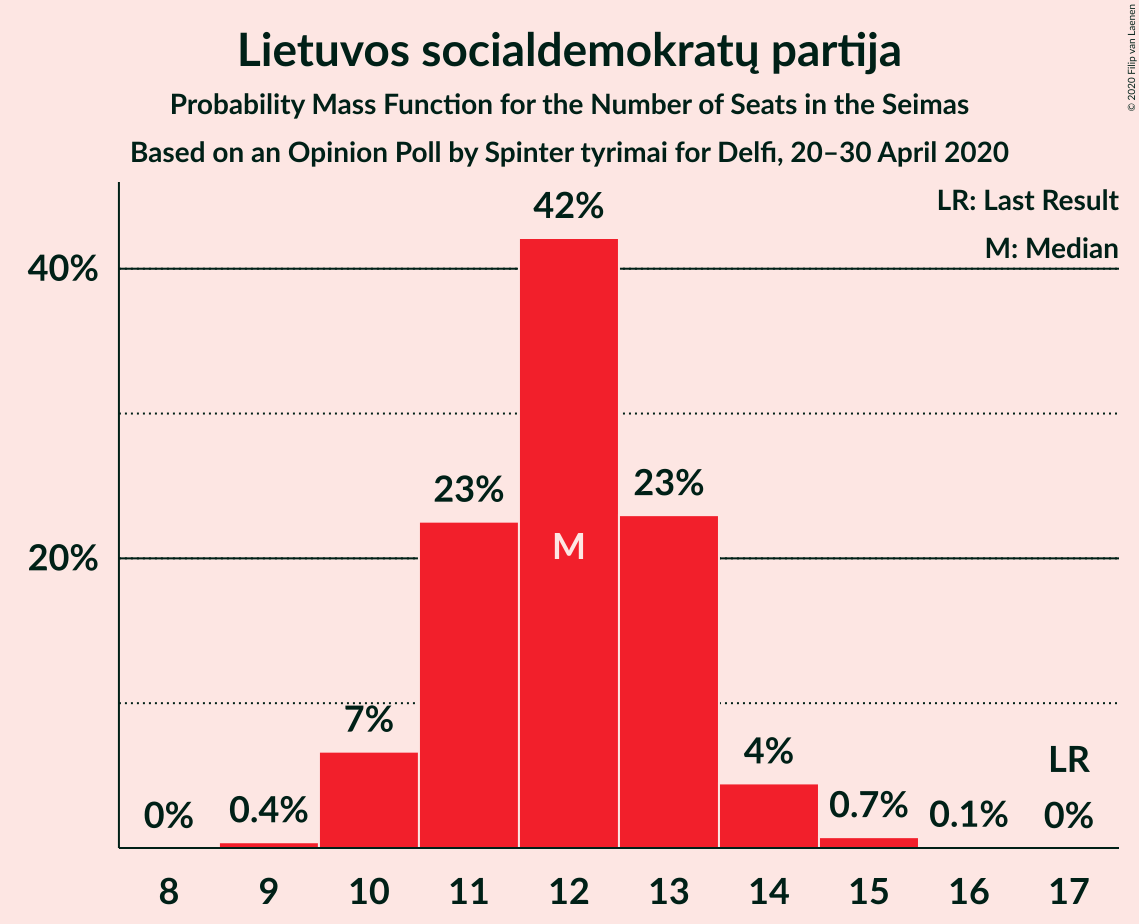 Lietuvos socialdemokratų partija
Probability Mass Function for the Number of Seats in the Seimas
Based on an Opinion Poll by Spinter tyrimai for Delfi, 20–30 April 2020
© 2020 Filip van Laenen
LR: Last Result
M: Median
40%
20%
0%
0.4%
7%
23%
42%
M
23%
4%
0.7%
0.1%
LR
0%
8 9 10 11 12 13 14 15 16 17